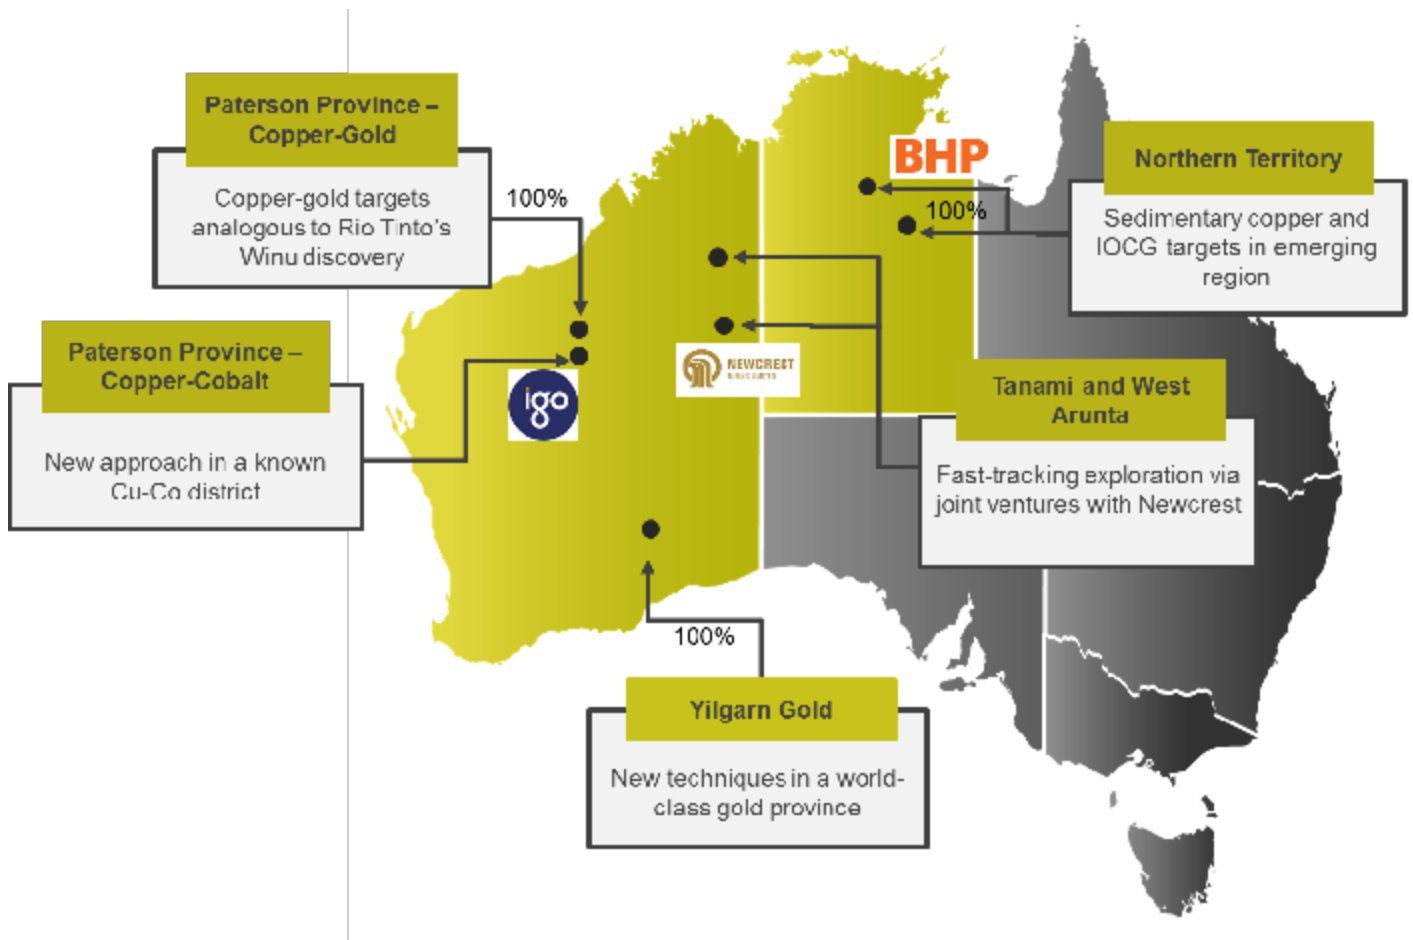 Paterson Province –
Copper-Gold
Copper-gold targets
analogous to Rio Tinto's
Winu discovery
100%
Paterson Province –
Copper-Cobalt
New approach in a known
Cu-Co district
igo
NEWCREST
BHP
100%
Northern Territory
Sedimentary copper and
IOCG targets in emerging
region
Tanami and West
Arunta
Fast-tracking exploration via
joint ventures with Newcrest
100%
Yilgarn Gold
New techniques in a world-
class gold province